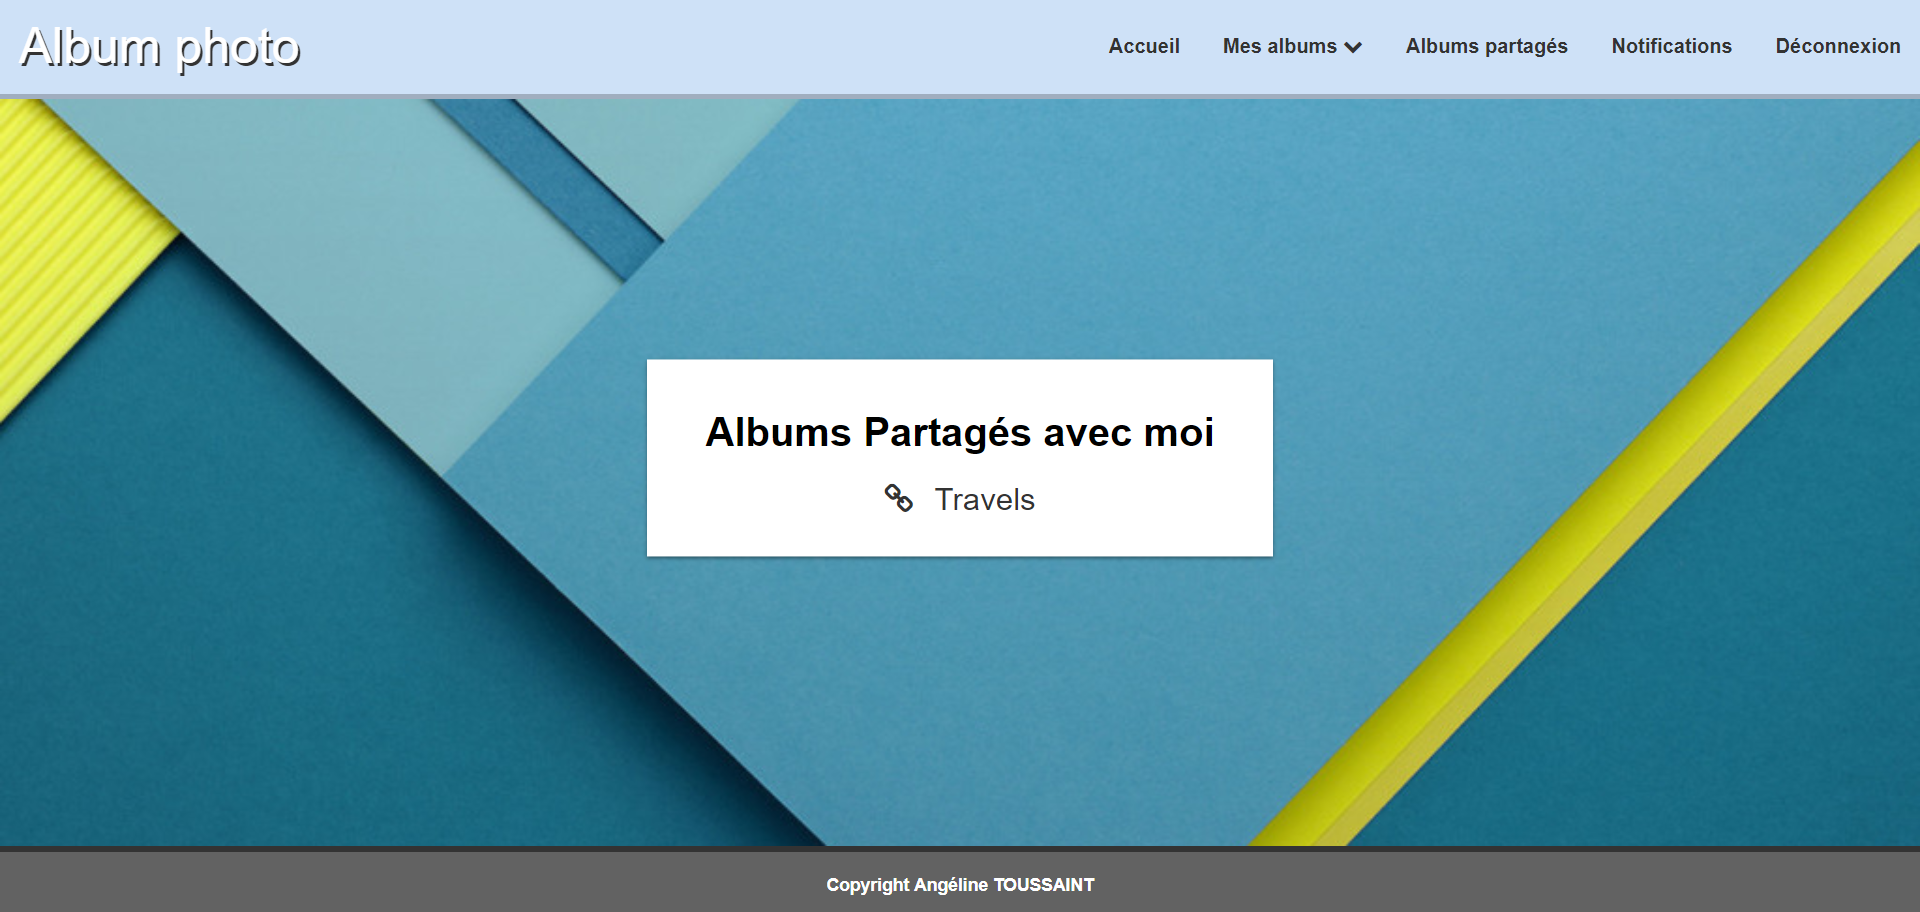 Album photo
Accueil Mes albums Albums partagés Notifications Déconnexion
Albums Partagés avec moi
Travels
Copyright Angéline TOUSSAINT